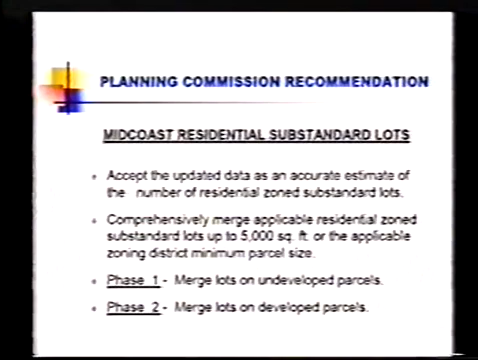 PLANNING COMMISSION RECOMMENDATION
MIDCOAST RESIDENTIAL SUBSTANDARD LOTS
Accept the updated data as an accurate estimate of
the number of residential zoned substandard lots.
Comprehensively merge applicable residential zoned
substandard lots up to 5,000 sq. ft. or the applicable
zoning district minimum parcel size.
Phase 1 - Merge lots on undeveloped parcels.
Phase 2 - Merge lots on developed parcels.